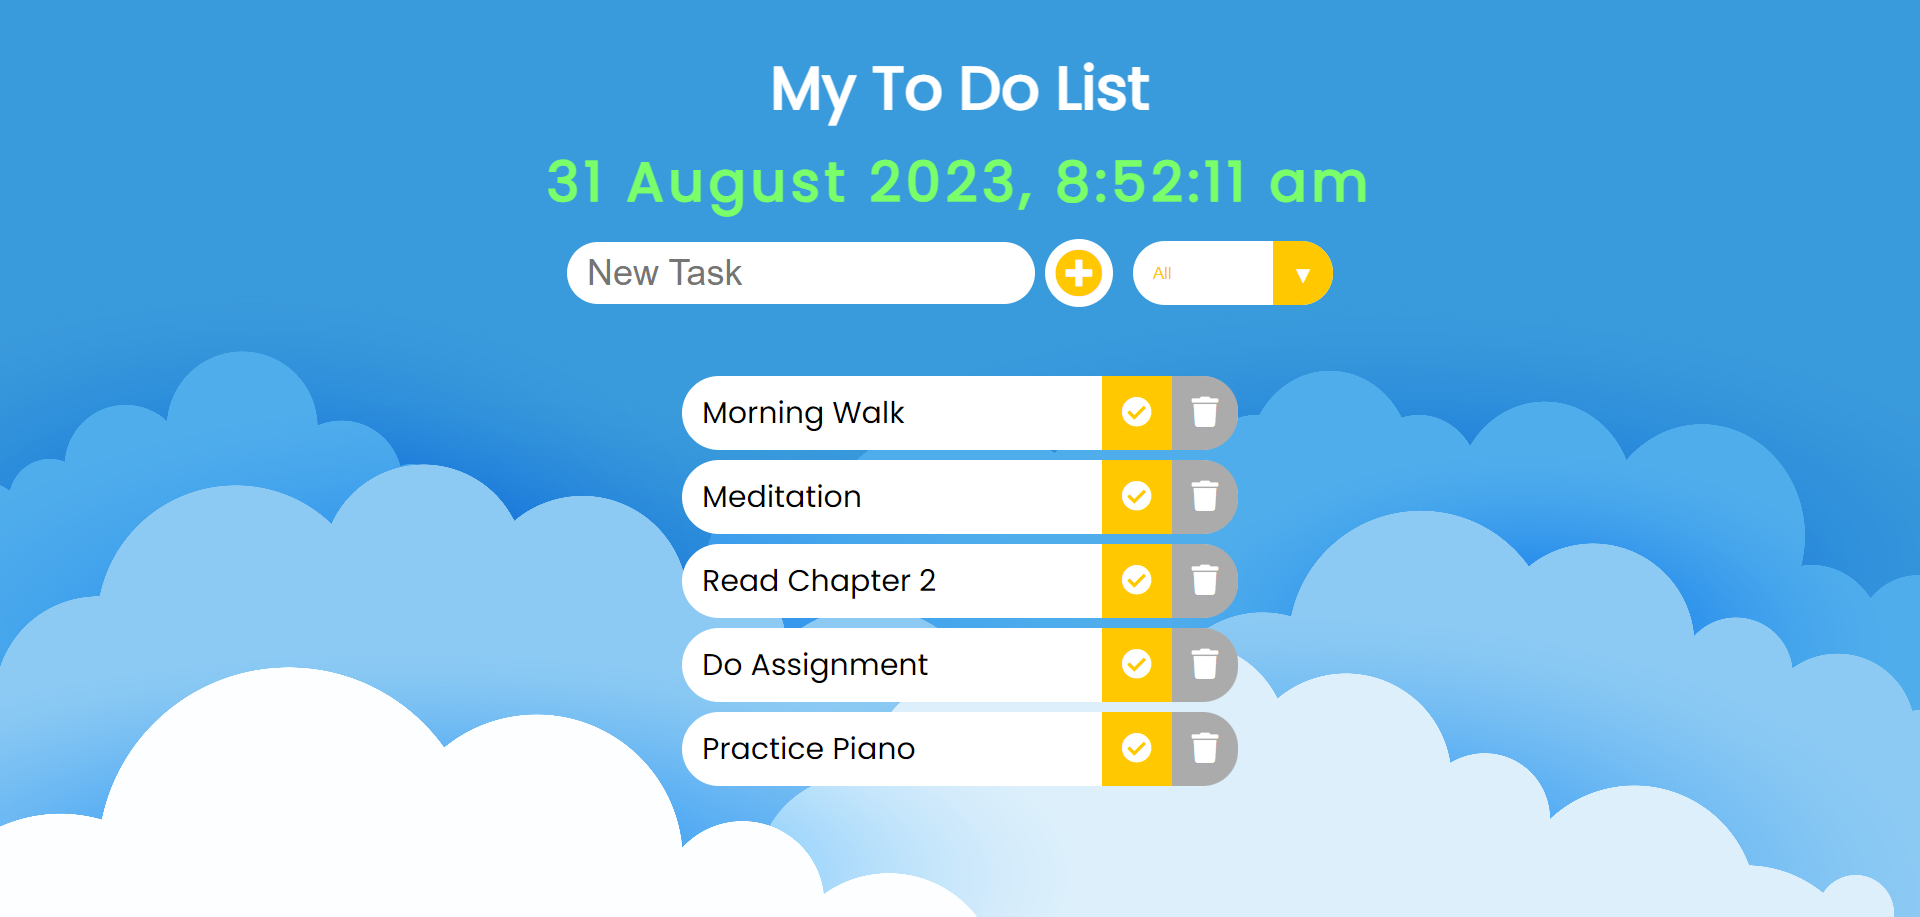 My To Do List
31 August 2023, 8:52:11 am
New Task
All
Morning Walk
Meditation
Read Chapter 2
Do Assignment
Practice Piano